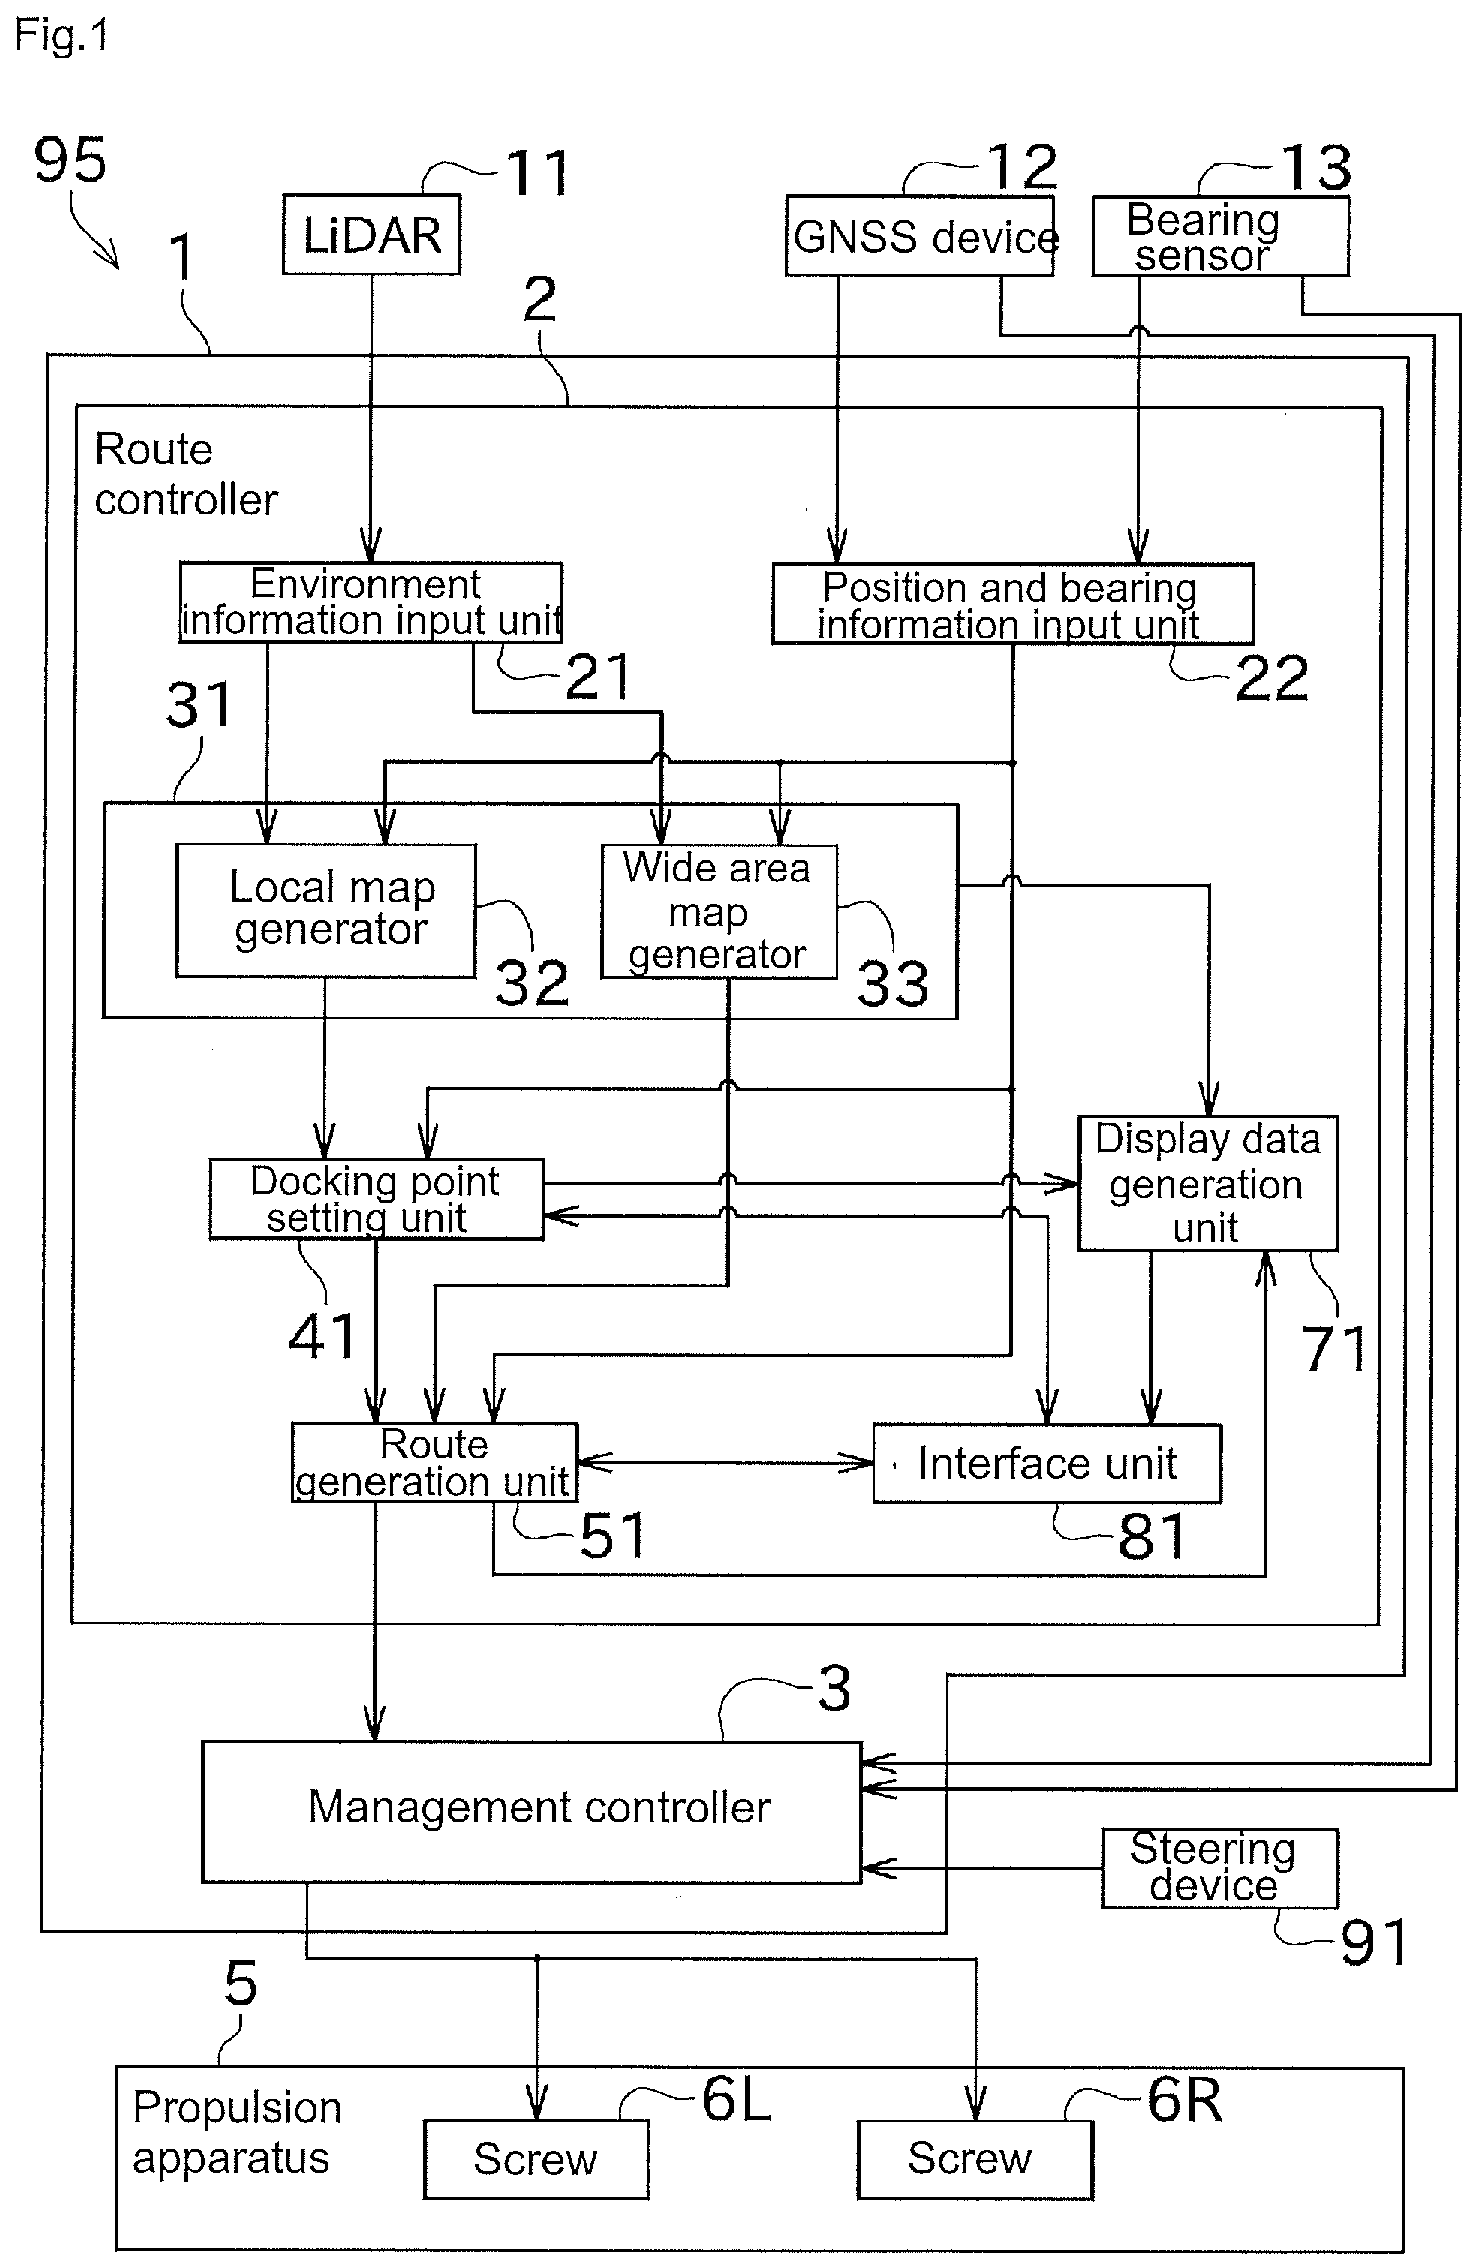 Fig.1
95
11
12
13
LiDAR
GNSS device
Bearing
sensor
1
2
Route
controller
Environment
information input unit
Position and bearing
information input unit
21
22
31
Local map
generator
32
Wide area
map
generator
33
Docking point
setting unit
41
Display data
generation
unit
71
Route
generation unit
51
Interface unit
81
3
Management controller
Steering
device
91
5
Propulsion
apparatus
6L
Screw
6R
Screw